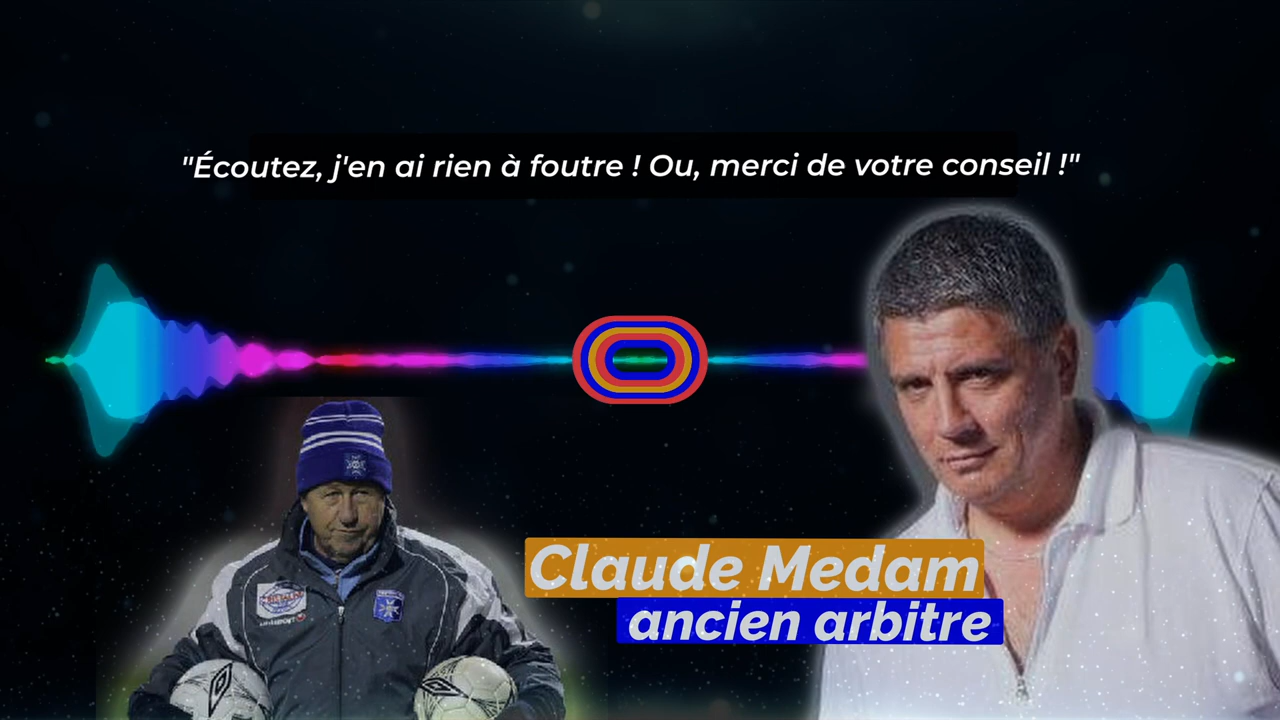 "Écoutez, j'en ai rien à foutre ! Ou, merci de votre conseil !"
Claude Medam
ancien arbitre